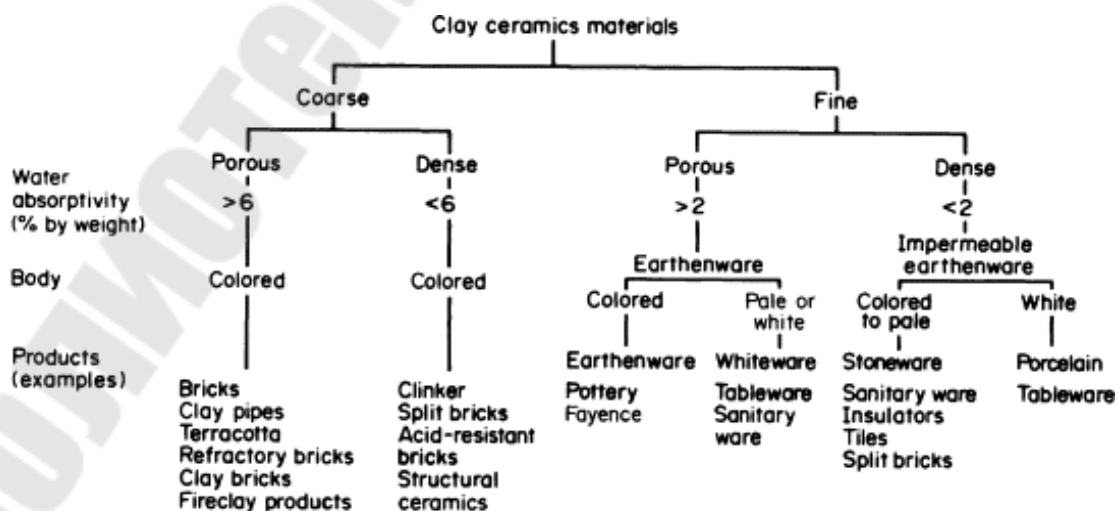 Clay ceramics materials
Coarse Fine
Porous Dense Porous Dense
Water
absorptivity
(% by weight)
>6 <6 >2 <2
Impermeable
earthenware
Earthenware
Body Colored Colored
Colored Pale or
white
Colored
to pale
White
Products
(examples)
Earthenware Whiteware Stoneware Porcelain
Bricks
Clay pipes
Terracotta
Refractory bricks
Clay bricks
Fireclay products
Clinker
Split bricks
Acid-resistant
bricks
Structural
ceramics
Pottery
Fayence
Tableware
Sanitary
ware
Sanitary ware
Insulators
Tiles
Split bricks
Tableware